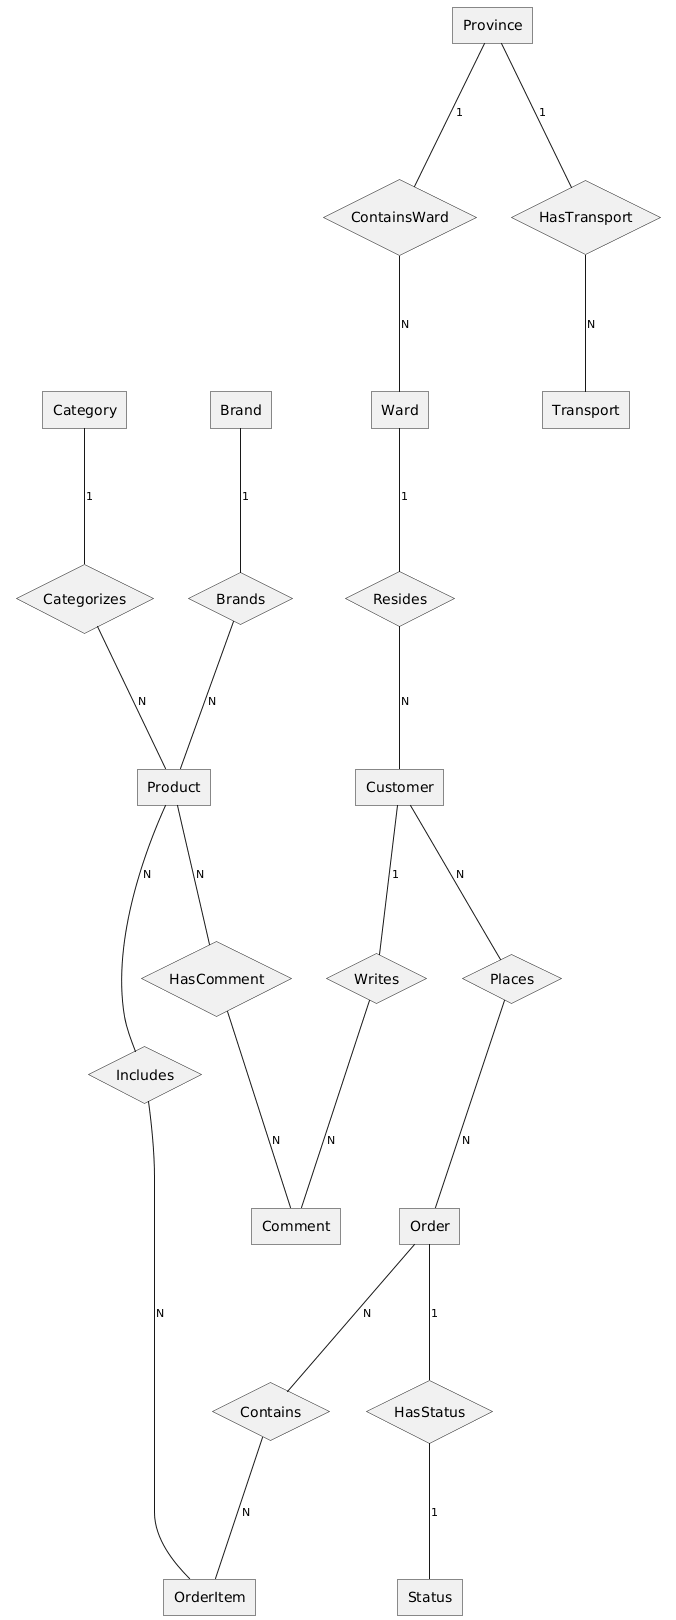 Province
1
1
ContainsWard
HasTransport
N
N
Category
Brand
Ward
Transport
1
1
1
Categorizes
Brands
Resides
N
N
N
Product
Customer
N
N
1
N
HasComment
Writes
Places
Includes
N
N
N
Comment
Order
N
N
1
Contains
HasStatus
N
1
OrderItem
Status